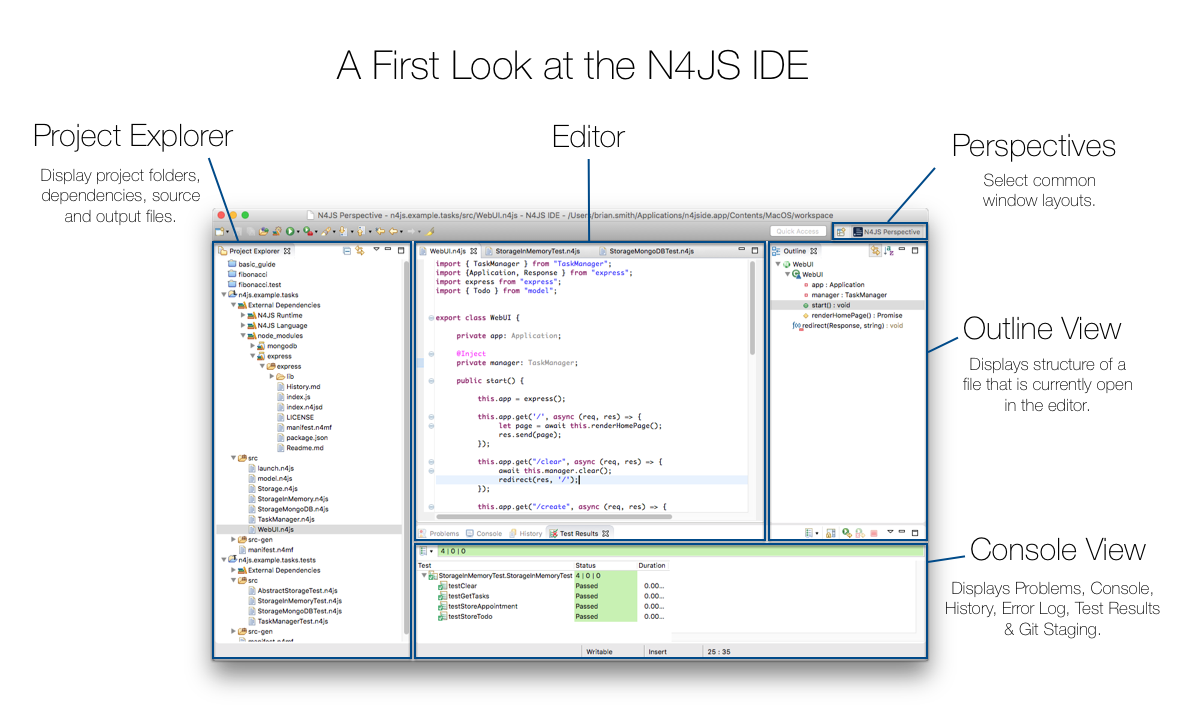 A First Look at the N4JS IDE
Project Explorer
Display project folders,
dependencies, source
and output files.
Editor
Perspectives
Select common
window layouts.
N4JS Perspective - n4js.example.tasks/src/WebUI.n4js - N4JS IDE - /Users/brian.smith/Applications/n4jside.app/Contents/MacOS/workspace
Quick Access
N4JS Perspective
Project Explorer
basic_guide
fibonacci
fibonacci.test
n4js.example.tasks
External Dependencies
N4JS Runtime
N4JS Language
node_modules
mongodb
express
express
lib
History.md
index.js
index.n4jsd
LICENSE
manifest.n4mf
package.json
Readme.md
src
launch.n4js
model.n4js
Storage.n4js
StorageInMemory.n4js
StorageMongoDB.n4js
TaskManager.n4js
WebUI.n4js
src-gen
manifest.n4mf
n4js.example.tasks.tests
External Dependencies
src
AbstractStorageTest.n4js
StorageInMemoryTest.n4js
StorageMongoDBTest.n4js
TaskManagerTest.n4js
src-gen
manifest.n4mf
WebUI.n4js StorageInMemoryTest.n4js StorageMongoDBTest.n4js
import { TaskManager } from "TaskManager";
import {Application, Response } from "express";
import express from "express";
import { Todo } from "model";
export class WebUI {
private app: Application;
@Inject
private manager: TaskManager;
public start() {
this.app = express();
this.app.get('/', async (req, res) => {
let page = await this.renderHomePage();
res.send(page);
});
this.app.get("/clear", async (req, res) => {
await this.manager.clear();
redirect(res, '/');
});
this.app.get("/create", async (req, res) => {
Outline
WebUI
WebUI
app : Application
manager : TaskManager
start() : void
renderHomePage() : Promise
redirect(Response, string) : void
Outline View
Displays structure of a
file that is currently open
in the editor.
Problems Console History Test Results
4 | 0 | 0
Test Status Duration
StorageInMemoryTest.StorageInMemoryTest 4 | 0 | 0
testClear Passed 0.00...
testGetTasks Passed 0.00...
testStoreAppointment Passed 0.00...
testStoreTodo Passed 0.00...
Writable Insert 25 : 35
Console View
Displays Problems, Console,
History, Error Log, Test Results
& Git Staging.